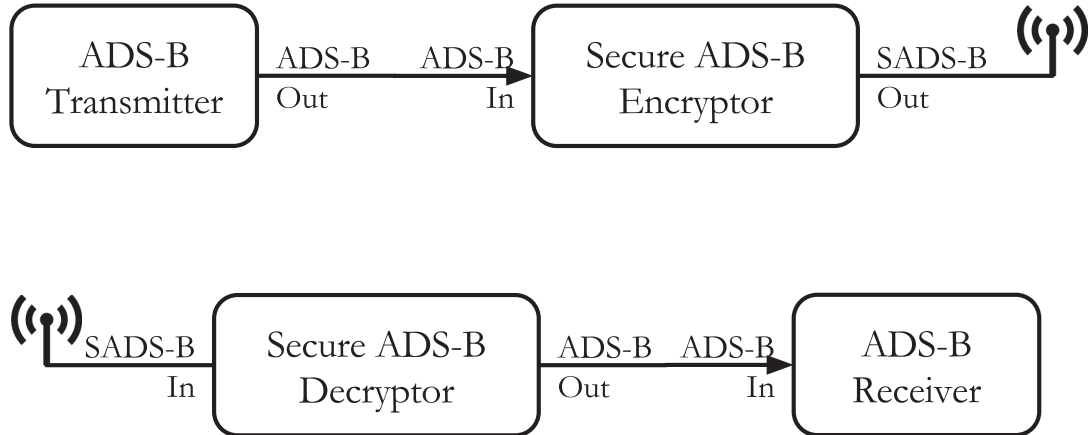 ADS-B
Transmitter
ADS-B
Out
ADS-B
In
Secure ADS-B
Encryptor
SADS-B
Out
SADS-B
In
Secure ADS-B
Decryptor
ADS-B
Out
ADS-B
In
ADS-B
Receiver